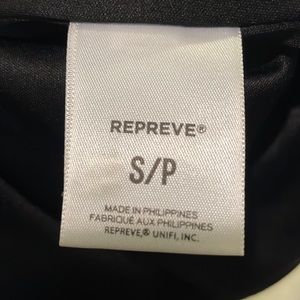 REPREVE®
S/P
MADE IN PHILIPPINES
FABRIQUÉ AUX PHILIPPINES
REPREVE,® UNIFI, INC.